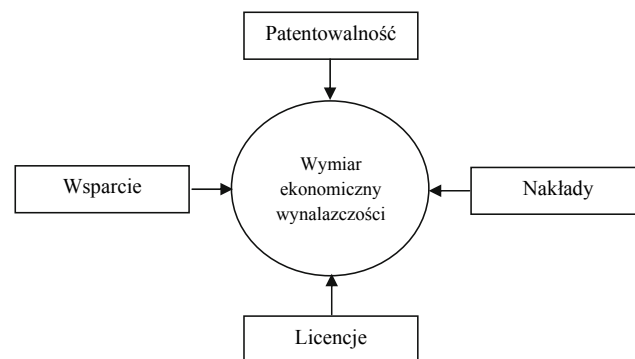 Patentowalność
Wsparcie
Wymiar
ekonomiczny
wynalazczości
Nakłady
Licencje